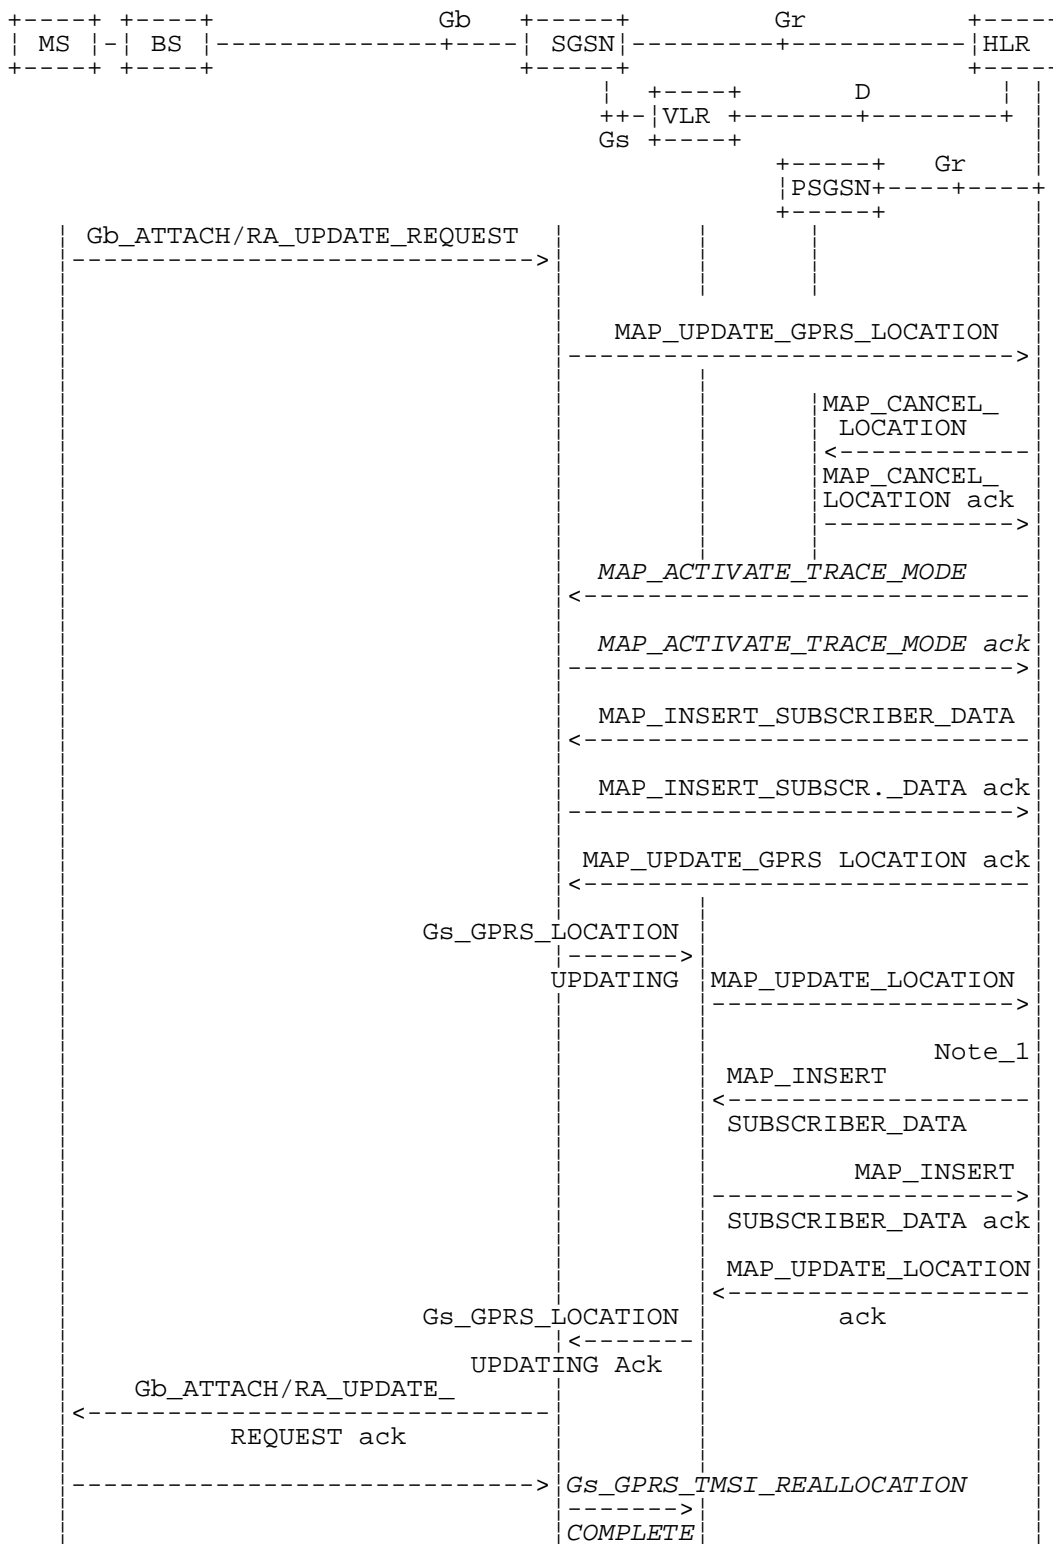 Gb Gr
MS BS SGSN HLR
D
VLR
Gs
Gr
PSGSN
Gb_ATTACH/RA_UPDATE_REQUEST
MAP_UPDATE_GPRS_LOCATION
MAP_CANCEL_
LOCATION
MAP_CANCEL_
LOCATION ack
MAP_ACTIVATE_TRACE_MODE
MAP_ACTIVATE_TRACE_MODE ack
MAP_INSERT_SUBSCRIBER_DATA
MAP_INSERT_SUBSCR._DATA ack
MAP_UPDATE_GPRS LOCATION ack
Gs_GPRS_LOCATION
UPDATING MAP_UPDATE_LOCATION
Note_1
MAP_INSERT
SUBSCRIBER_DATA
MAP_INSERT
SUBSCRIBER_DATA ack
MAP_UPDATE_LOCATION
Gs_GPRS_LOCATION ack
UPDATING Ack
Gb_ATTACH/RA_UPDATE_
REQUEST ack
Gs_GPRS_TMSI_REALLOCATION
COMPLETE